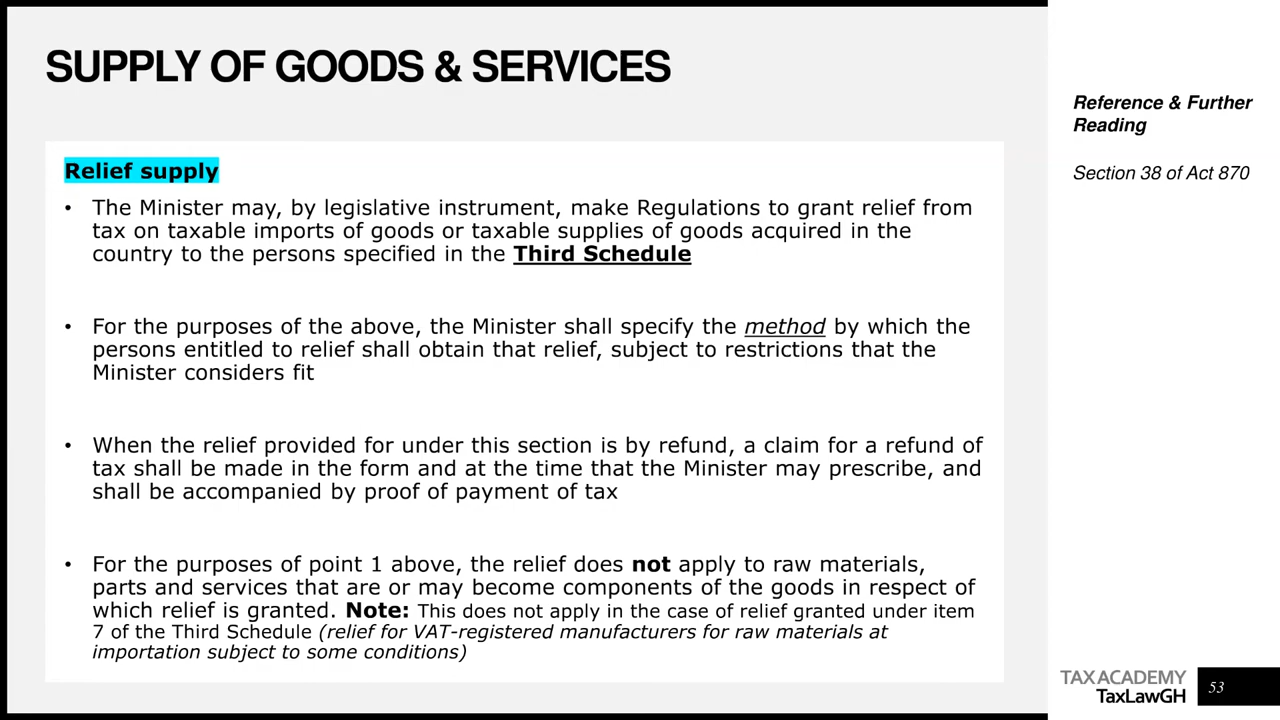 SUPPLY OF GOODS & SERVICES
Relief supply
• The Minister may, by legislative instrument, make Regulations to grant relief from
tax on taxable imports of goods or taxable supplies of goods acquired in the
country to the persons specified in the Third Schedule
• For the purposes of the above, the Minister shall specify the method by which the
persons entitled to relief shall obtain that relief, subject to restrictions that the
Minister considers fit
• When the relief provided for under this section is by refund, a claim for a refund of
tax shall be made in the form and at the time that the Minister may prescribe, and
shall be accompanied by proof of payment of tax
• For the purposes of point 1 above, the relief does not apply to raw materials,
parts and services that are or may become components of the goods in respect of
which relief is granted. Note: This does not apply in the case of relief granted under item
7 of the Third Schedule (relief for VAT-registered manufacturers for raw materials at
importation subject to some conditions)
Reference & Further
Reading
Section 38 of Act 870
TAX ACADEMY
TaxLawGH
53